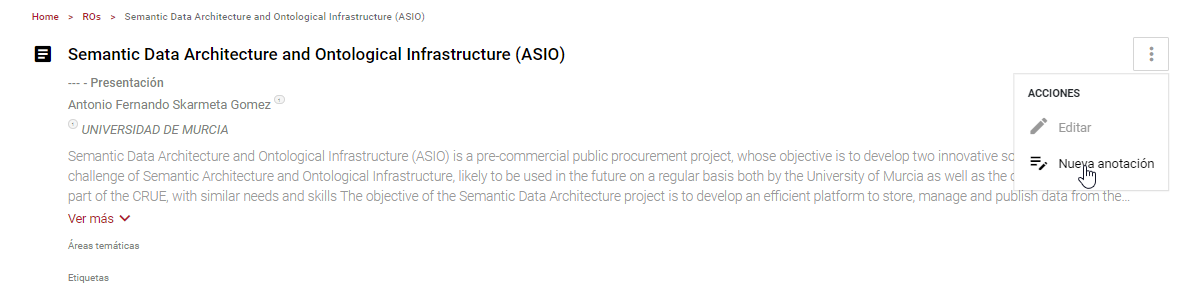 Home > ROs > Semantic Data Architecture and Ontological Infrastructure (ASIO)
Semantic Data Architecture and Ontological Infrastructure (ASIO)
--- - Presentación
Antonio Fernando Skarmeta Gomez
UNIVERSIDAD DE MURCIA
Semantic Data Architecture and Ontological Infrastructure (ASIO) is a pre-commercial public procurement project, whose objective is to develop two innovative
challenge of Semantic Architecture and Ontological Infrastructure, likely to be used in the future on a regular basis both by the University of Murcia as well as the
part of the CRUE, with similar needs and skills The objective of the Semantic Data Architecture project is to develop an efficient platform to store, manage and publish data from the...
Ver más
Áreas temáticas
Etiquetas
ACCIONES
Editar
Nueva anotación